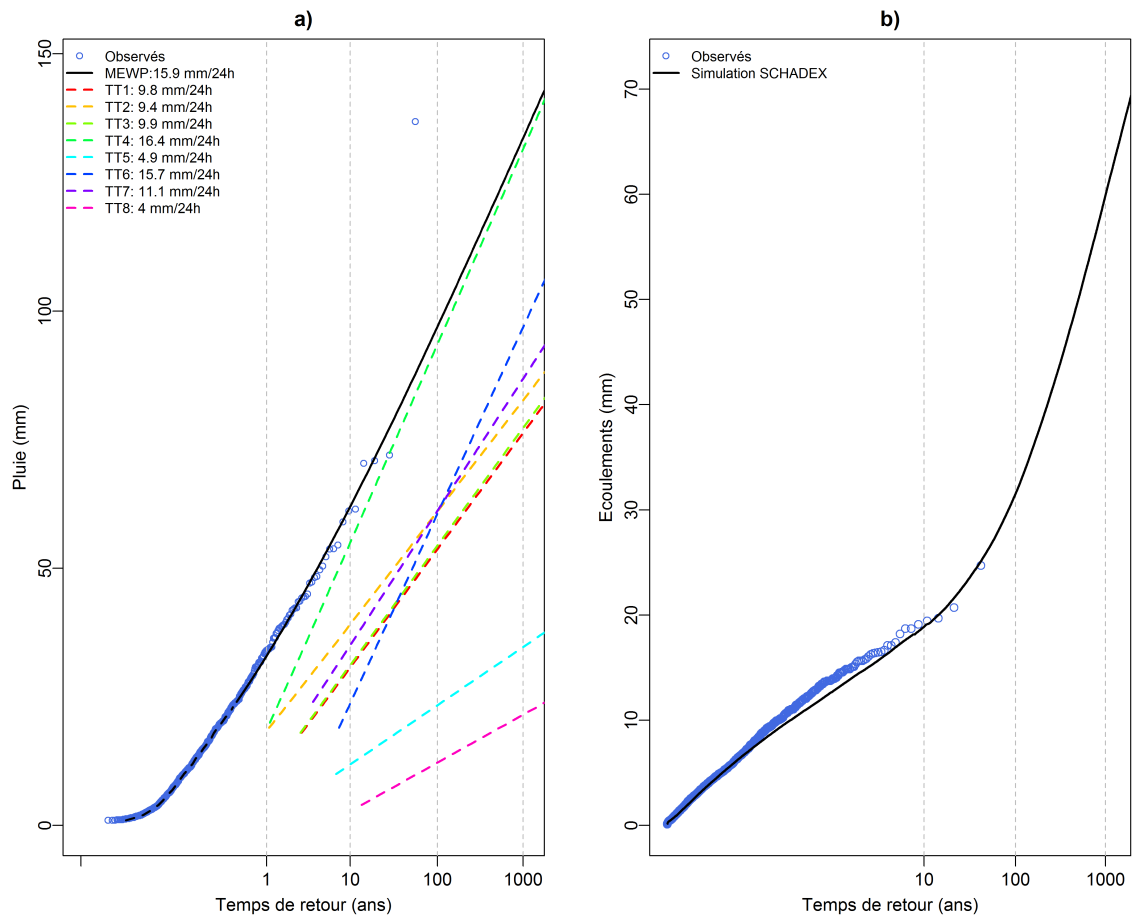 a)
Pluie (mm)
150
100
50
0
Observés
MEWP:15.9 mm/24h
TT1: 9.8 mm/24h
TT2: 9.4 mm/24h
TT3: 9.9 mm/24h
TT4: 16.4 mm/24h
TT5: 4.9 mm/24h
TT6: 15.7 mm/24h
TT7: 11.1 mm/24h
TT8: 4 mm/24h
1 10 100 1000
Temps de retour (ans)
b)
Ecoulements (mm)
70
60
50
40
30
20
10
0
Observés
Simulation SCHADEX
10 100 1000
Temps de retour (ans)